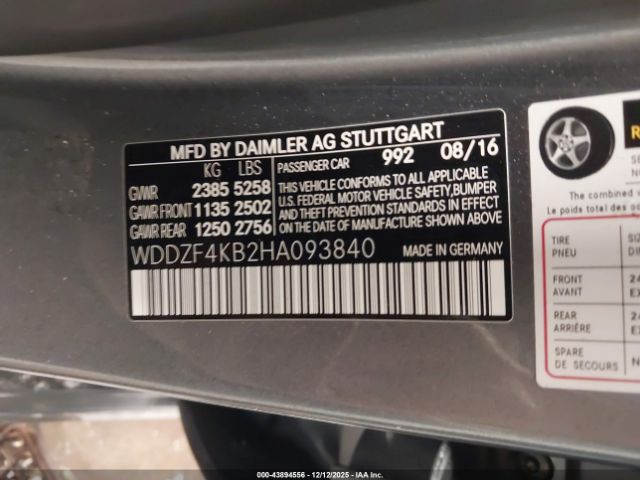 MFD BY DAIMLER AG STUTTGART
KG LBS
PASSENGER CAR 992 08/16
GVWR 2385 5258
GAWR FRONT 1135 2502
GAWR REAR 1250 2756
THIS VEHICLE CONFORMS TO ALL APPLICABLE
U.S. FEDERAL MOTOR VEHICLE SAFETY, BUMPER
AND THEFT PREVENTION STANDARDS IN EFFECT
ON THE DATE OF MANUFACTURE SHOWN ABOVE
WDDZF4KB2HA093840 MADE IN GERMANY
The combined
Le poids total des
TIRE
PNEU
FRONT
AVANT
REAR
ARRIÈRE
SPARE
DE SECOURS
© 43894556 - 12/12/2025 - IAA Inc.